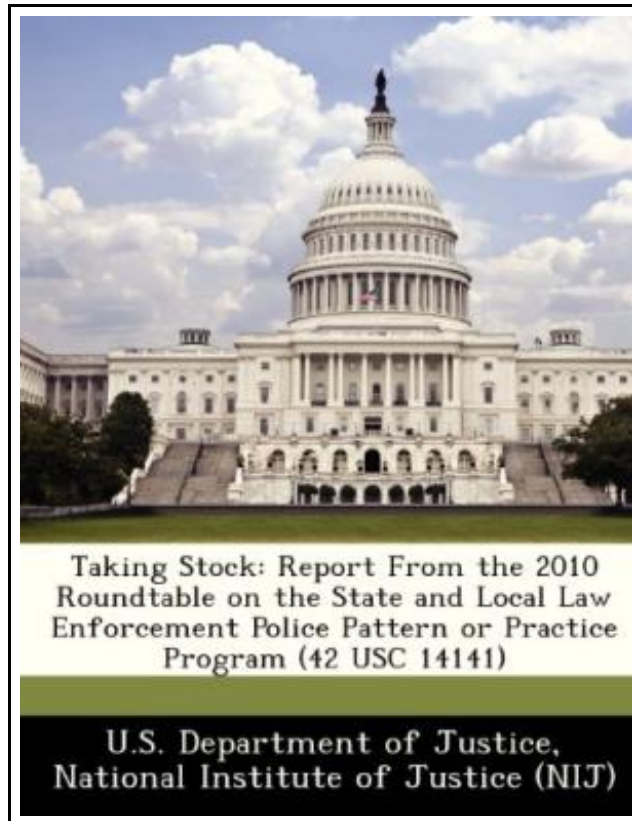 Taking Stock: Report From the 2010
Roundtable on the State and Local Law
Enforcement Police Pattern or Practice
Program (42 USC 14141)
U.S. Department of Justice,
National Institute of Justice (NIJ)